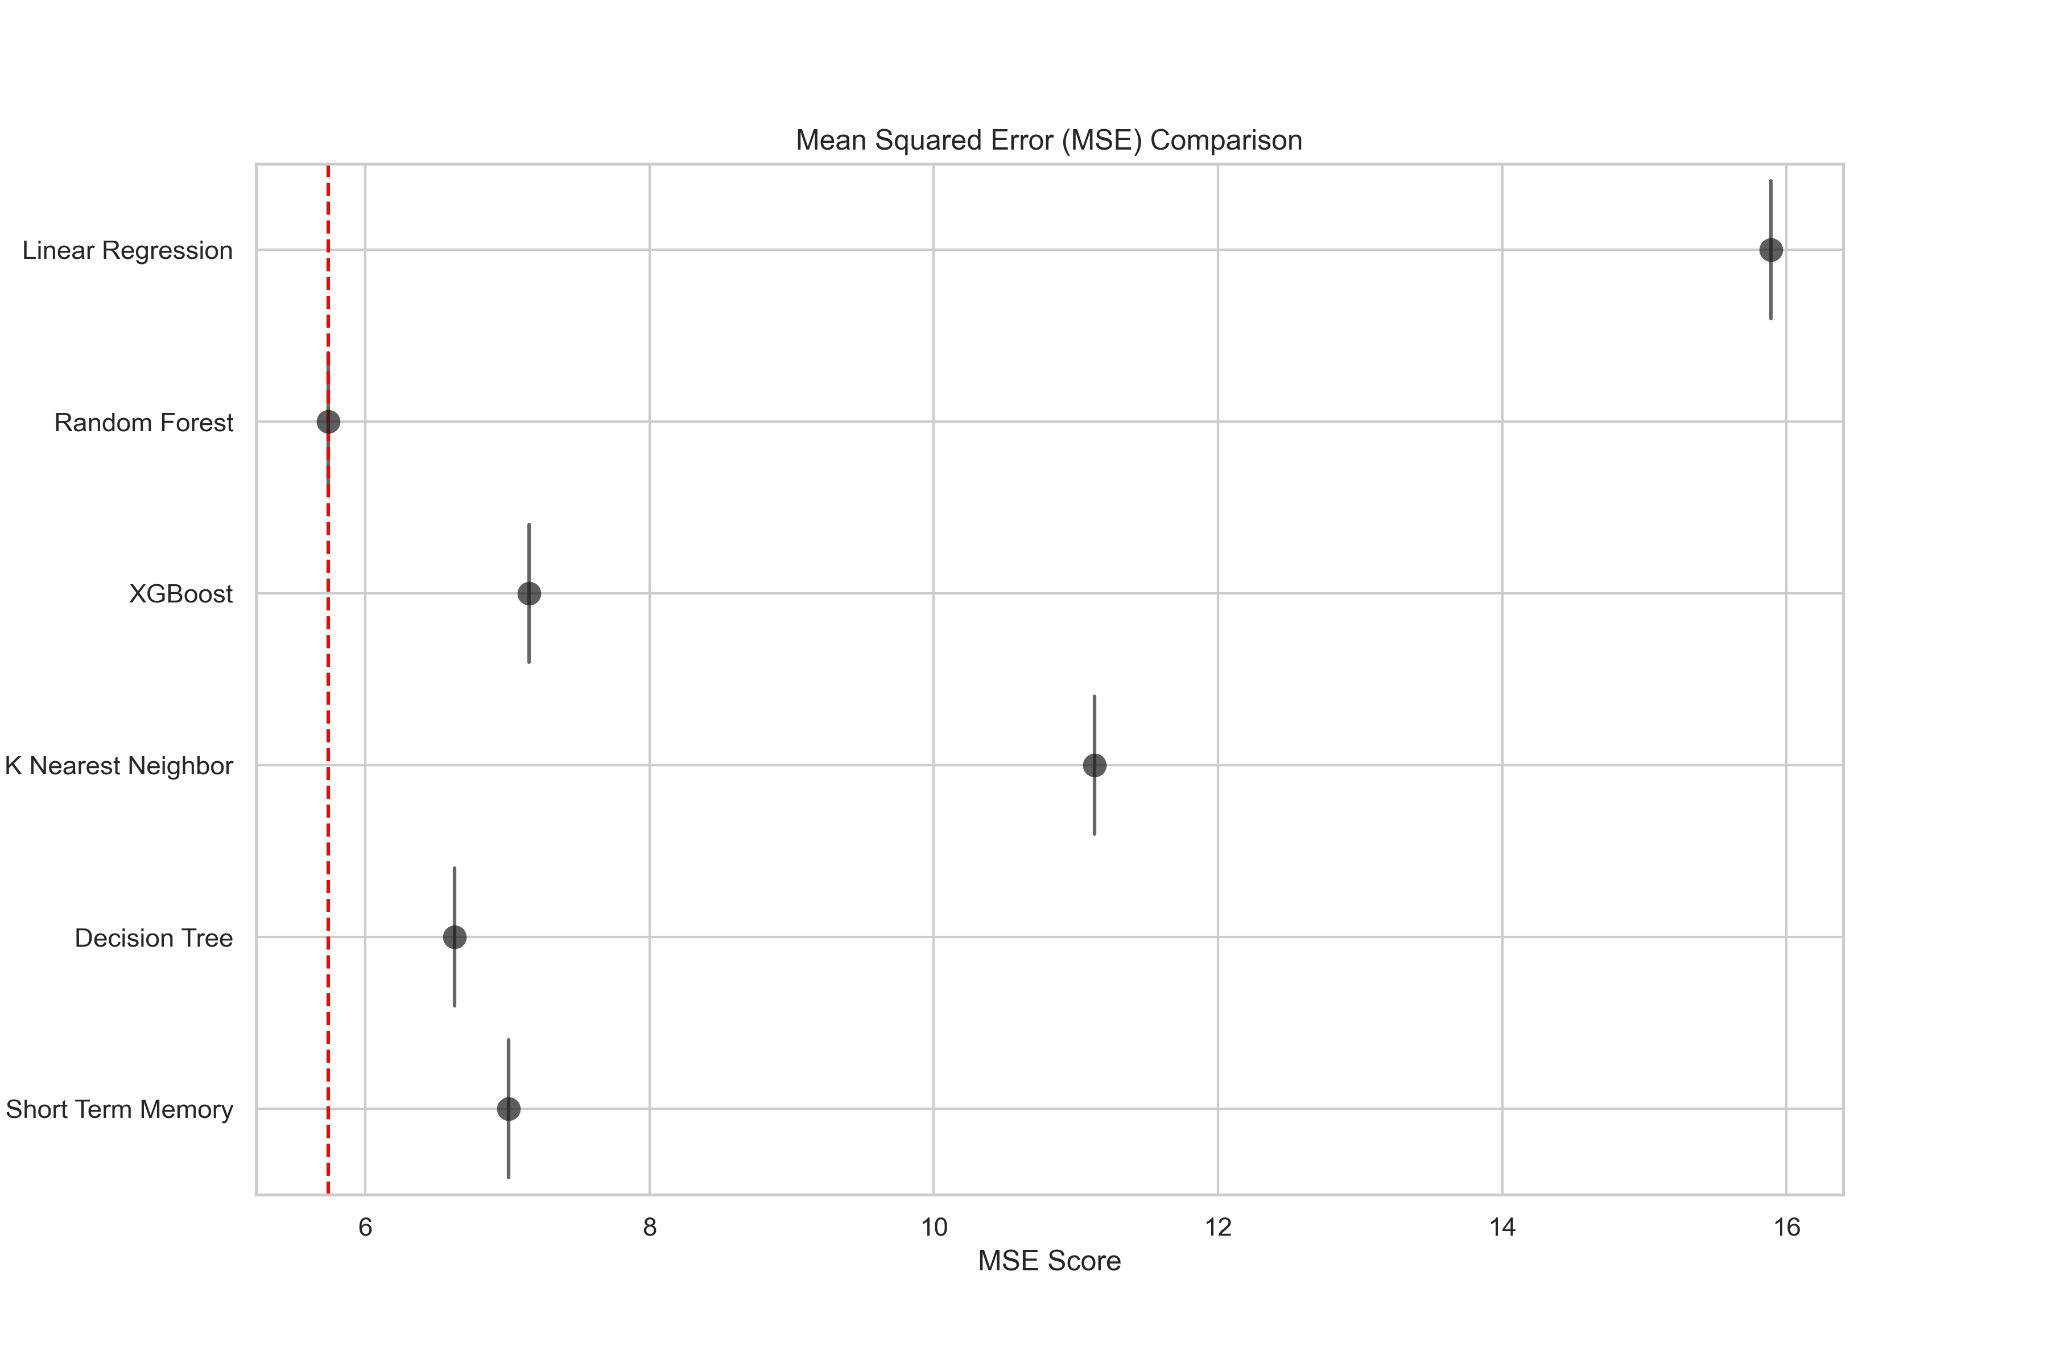 Mean Squared Error (MSE) Comparison
Linear Regression
Random Forest
XGBoost
K Nearest Neighbor
Decision Tree
Short Term Memory
6 8 10 12 14 16
MSE Score